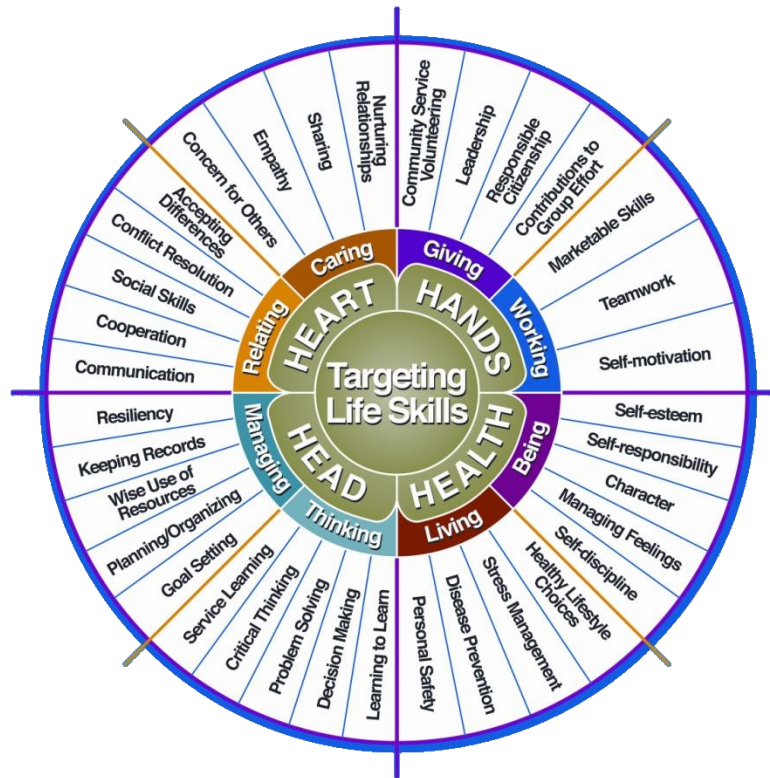 Targeting
Life Skills
HEART
HANDS
HEALTH
HEAD
Caring
Giving
Working
Being
Living
Thinking
Managing
Relating
Nurturing
Relationships
Sharing
Empathy
Concern for Others
Community Service
Volunteering
Leadership
Responsible
Citizenship
Contributions to
Group Effort
Marketable Skills
Teamwork
Self-motivation
Self-esteem
Self-responsibility
Character
Managing Feelings
Self-discipline
Healthy Lifestyle
Choices
Stress Management
Disease Prevention
Personal Safety
Learning to Learn
Decision Making
Problem Solving
Critical Thinking
Service Learning
Goal Setting
Planning/Organizing
Wise Use of
Resources
Keeping Records
Resiliency
Communication
Cooperation
Social Skills
Conflict Resolution
Accepting
Differences